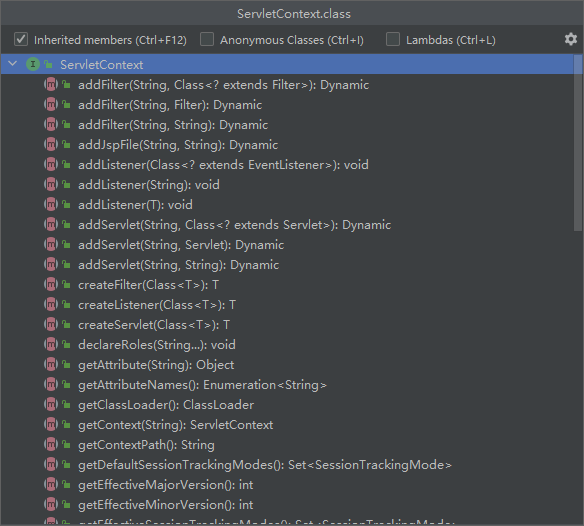 ServletContext.class
Inherited members (Ctrl+F12) Anonymous Classes (Ctrl+I) Lambdas (Ctrl+L)
I ServletContext
m addFilter(String, Class<? extends Filter>): Dynamic
m addFilter(String, Filter): Dynamic
m addFilter(String, String): Dynamic
m addJspFile(String, String): Dynamic
m addListener(Class<? extends EventListener>): void
m addListener(String): void
m addListener(T): void
m addServlet(String, Class<? extends Servlet>): Dynamic
m addServlet(String, Servlet): Dynamic
m addServlet(String, String): Dynamic
m createFilter(Class<T>): T
m createListener(Class<T>): T
m createServlet(Class<T>): T
m declareRoles(String...): void
m getAttribute(String): Object
m getAttributeNames(): Enumeration<String>
m getClassLoader(): ClassLoader
m getContext(String): ServletContext
m getContextPath(): String
m getDefaultSessionTrackingModes(): Set<SessionTrackingMode>
m getEffectiveMajorVersion(): int
m getEffectiveMinorVersion(): int
m getEffectiveSessionTrackingModes(): Set<SessionTrackingMode>